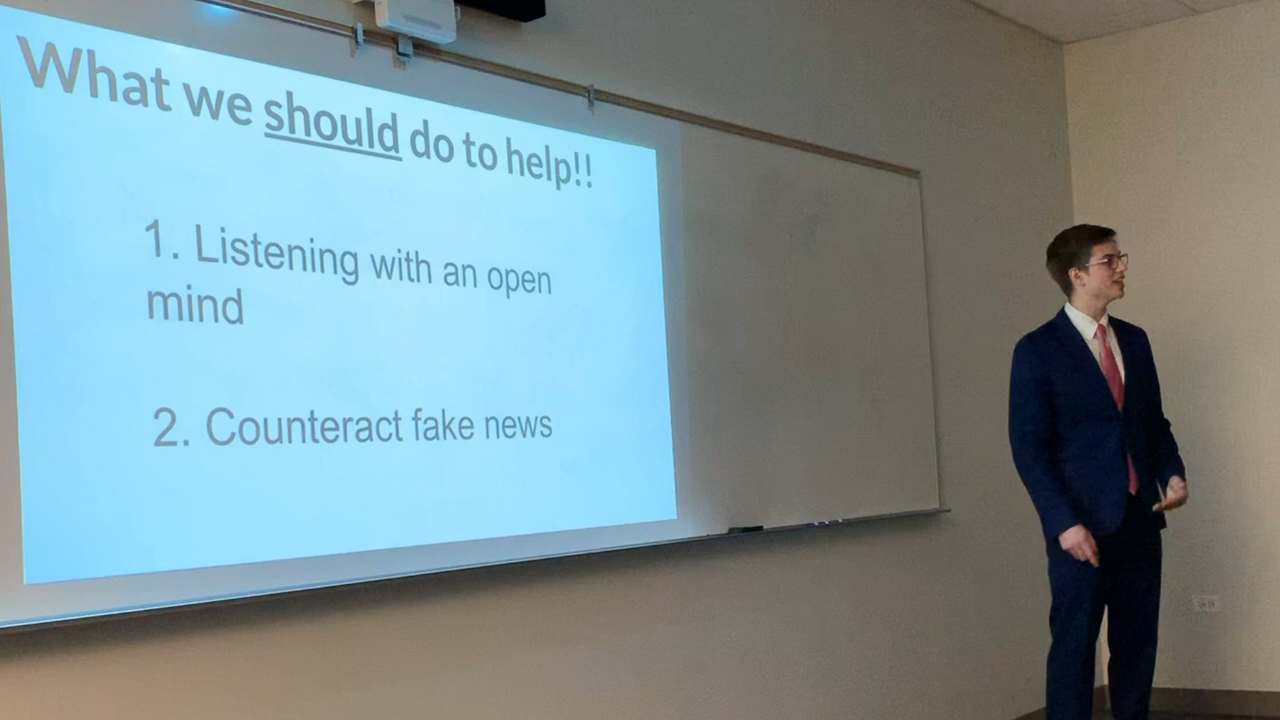 What we should do to help!!
1. Listening with an open
mind
2. Counteract fake news